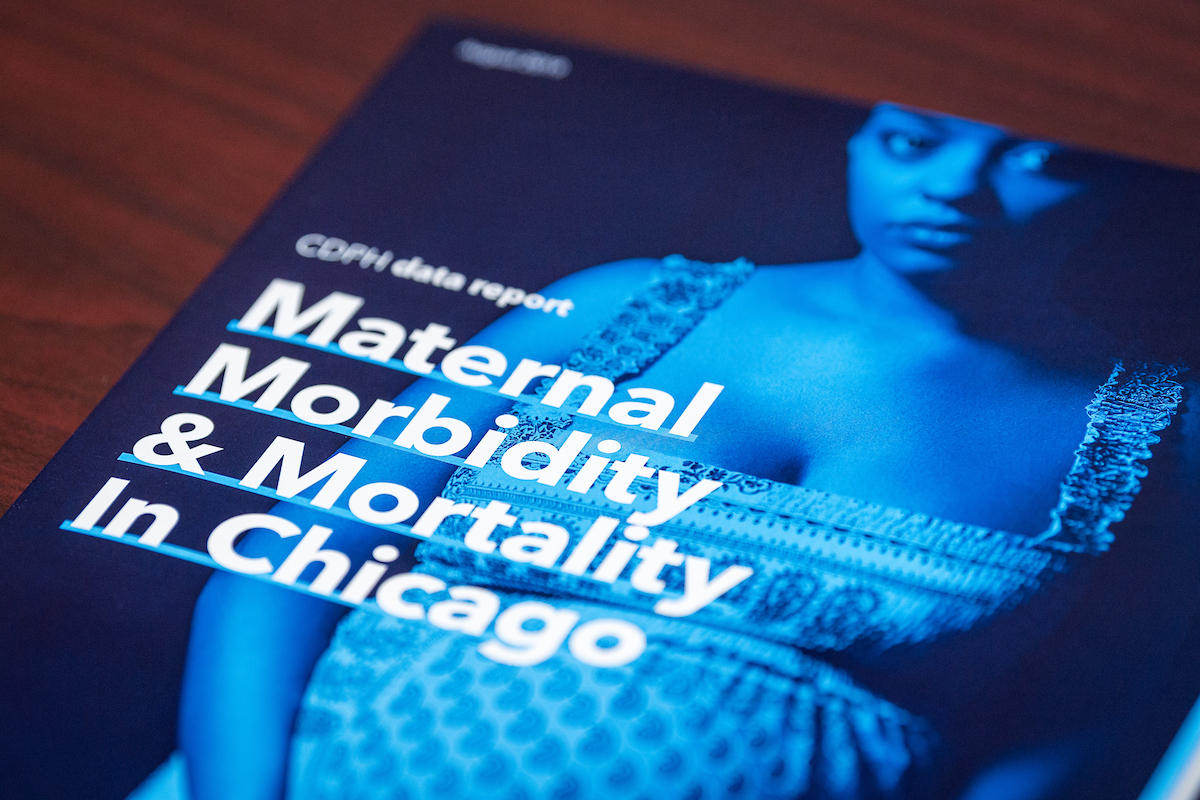 CDPH data report
Maternal
Morbidity
& Mortality
In Chicago